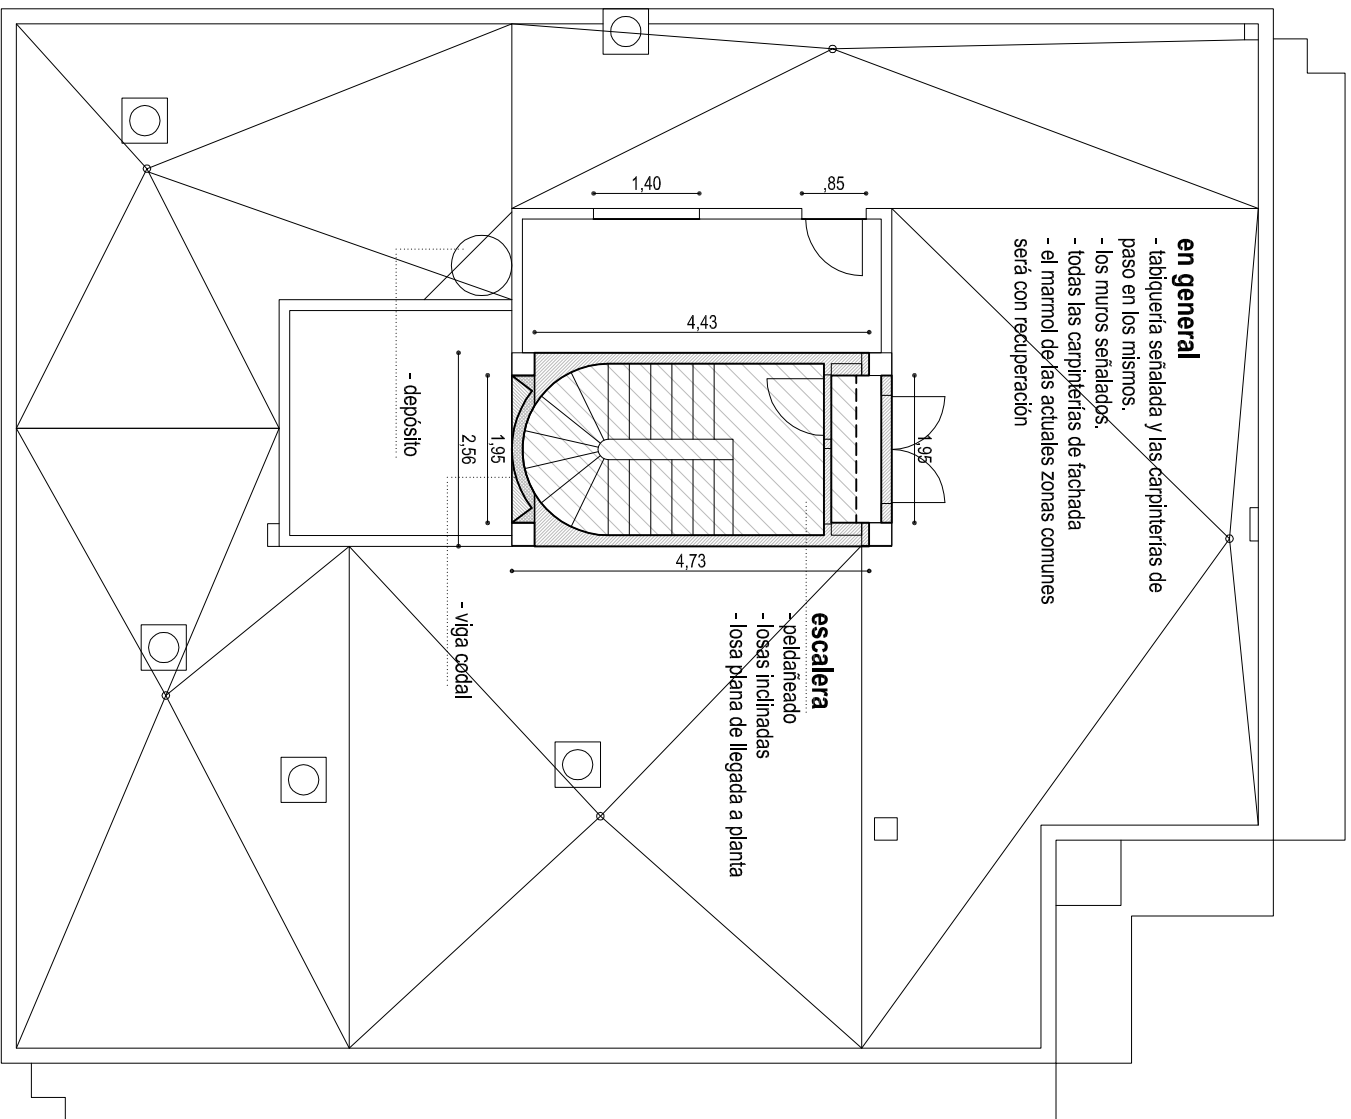 en general
- tabiquería señalada y las carpinterías de
paso en los mismos.
- los muros señalados.
- todas las carpinterías de fachada
- el marmol de las actuales zonas comunes
será con recuperación
1,40
,85
4,43
1,95
2,56
1,95
4,73
- depósito
- viga codal
escalera
- peldañeado
- losas inclinadas
- losa plana de llegada a planta